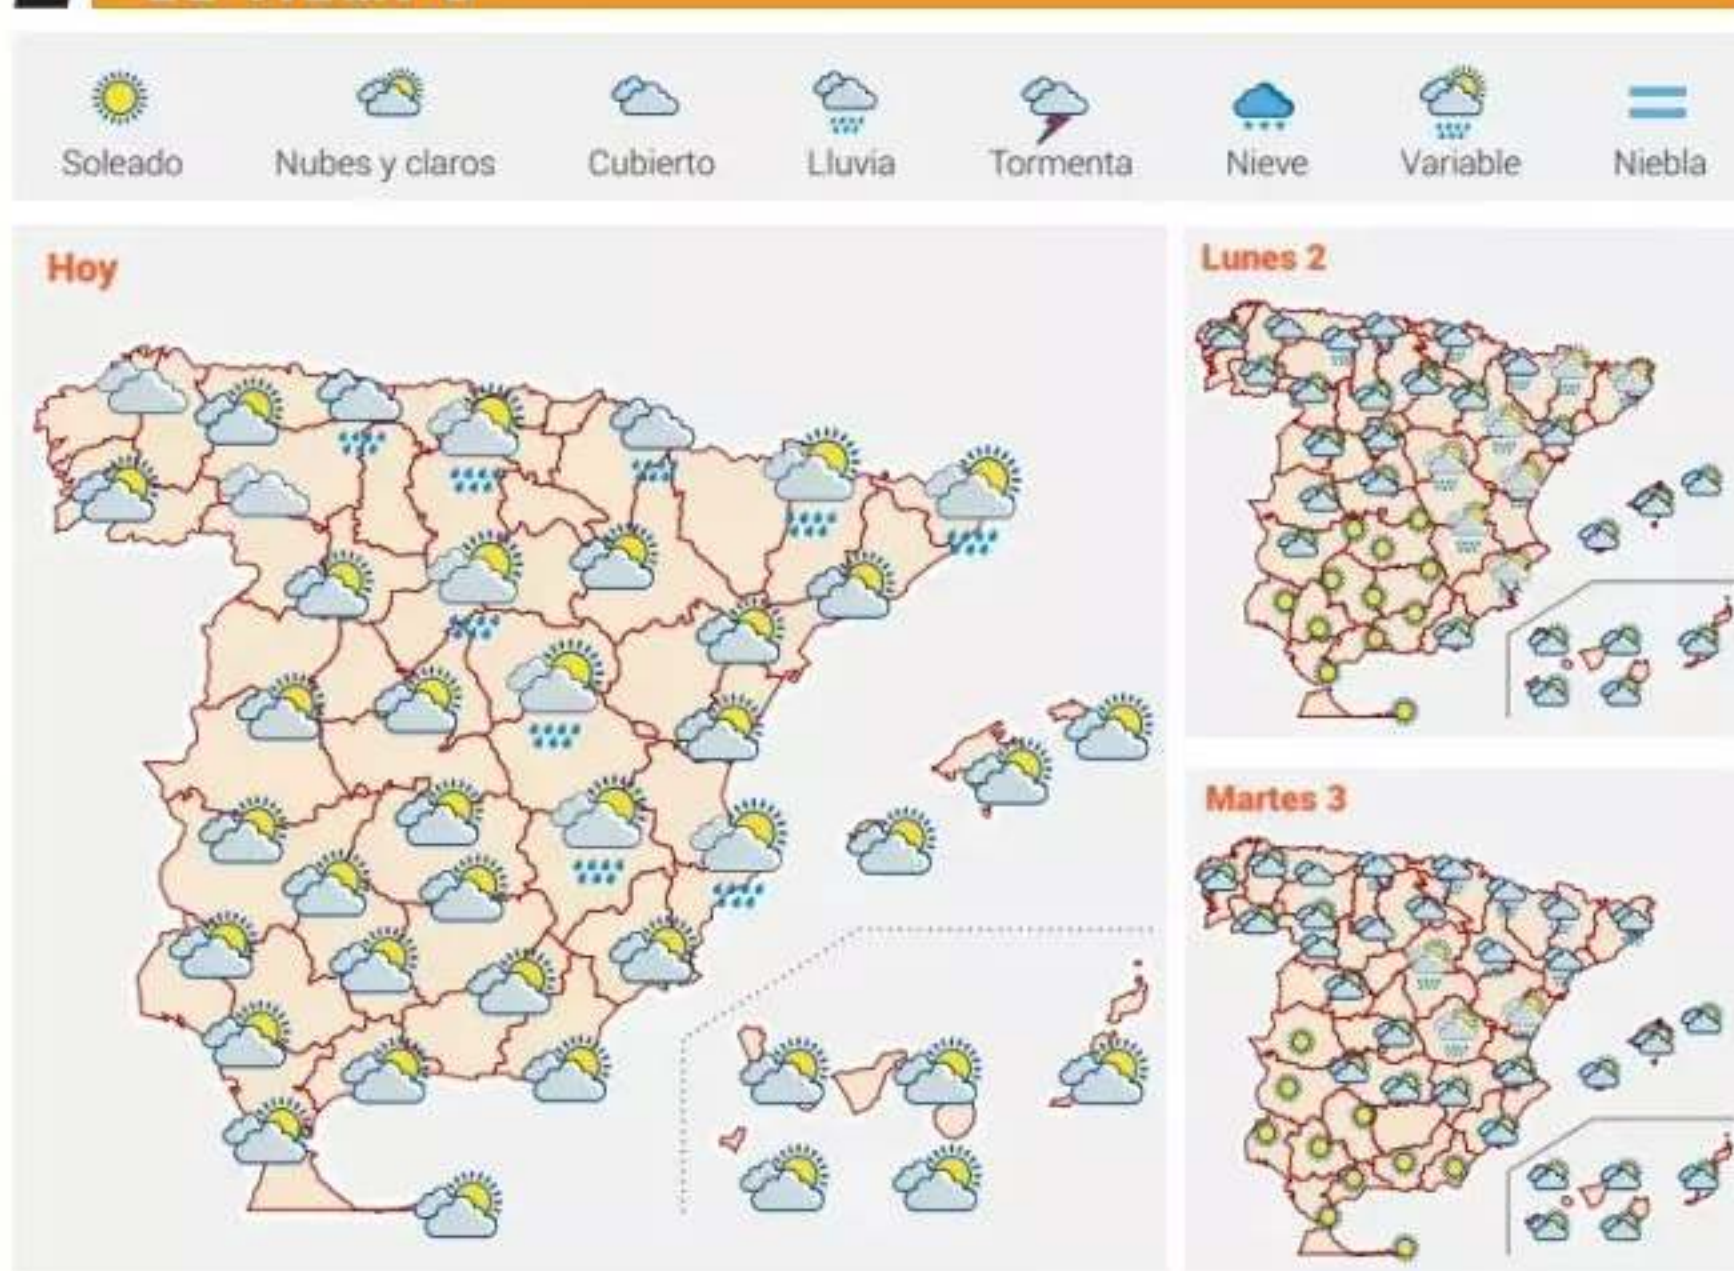 Soleado
Nubes y claros
Cubierto
Lluvia
Tormenta
Nieve
Variable
Niebla
Hoy
Lunes 2
Martes 3